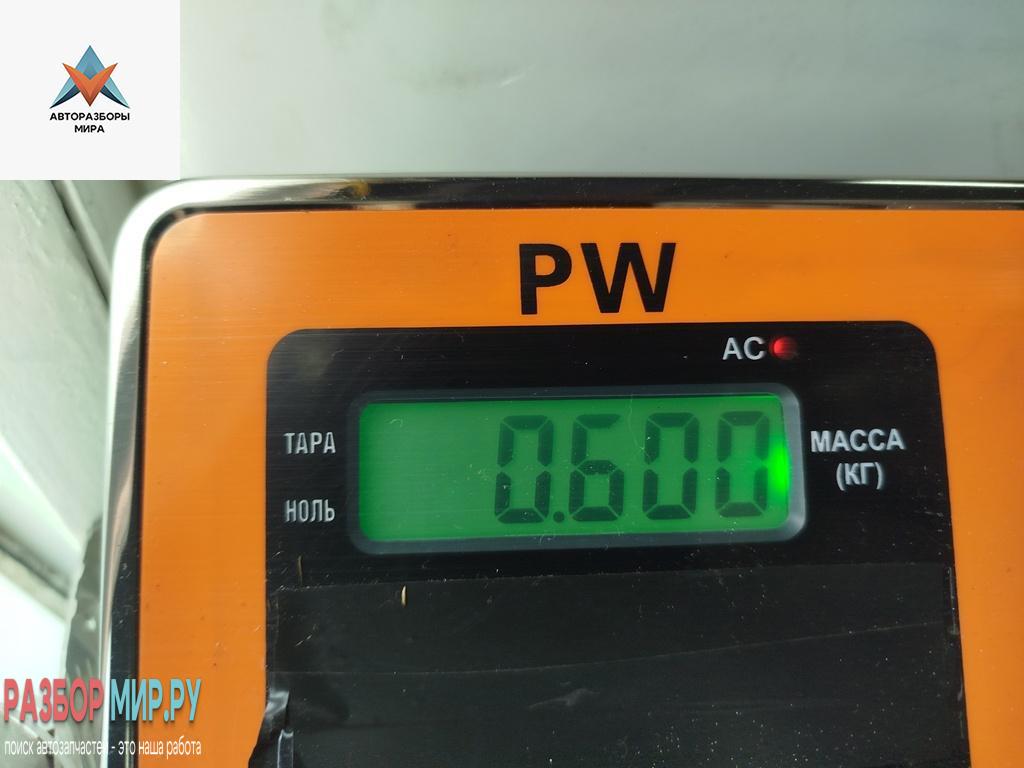 АВТОРАЗБОРЫ
МИРА
PW
AC
ТАРА
НОЛЬ
0.600
МАССА
(КГ)
РАЗБОР МИР.РУ
поиск автозапчастей - это наша работа